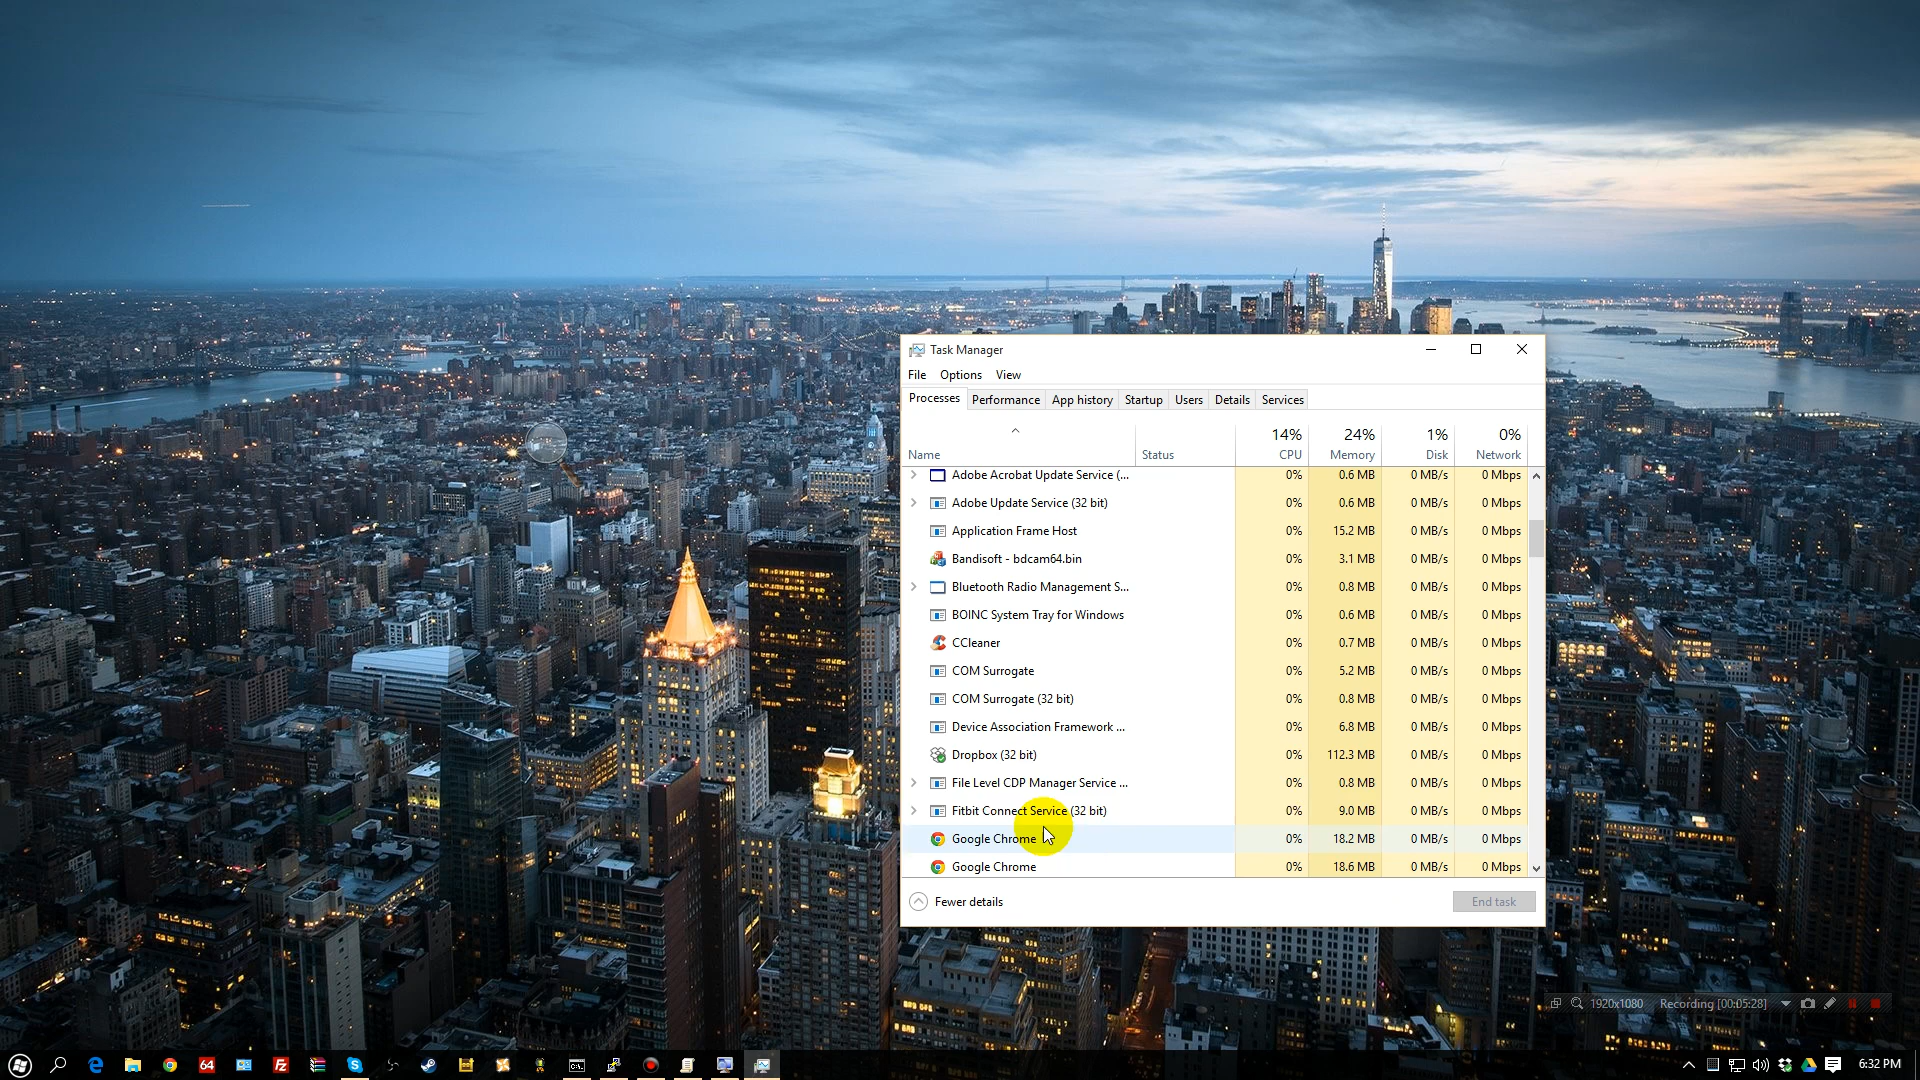 Task Manager
File Options View
Processes Performance App history Startup Users Details Services
14% 24% 1% 0%
Name Status CPU Memory Disk Network
Adobe Acrobat Update Service (... 0% 0.6 MB 0 MB/s 0 Mbps
Adobe Update Service (32 bit) 0% 0.6 MB 0 MB/s 0 Mbps
Application Frame Host 0% 15.2 MB 0 MB/s 0 Mbps
Bandisoft - bdcam64.bin 0% 3.1 MB 0 MB/s 0 Mbps
Bluetooth Radio Management S... 0% 0.8 MB 0 MB/s 0 Mbps
BOINC System Tray for Windows 0% 0.6 MB 0 MB/s 0 Mbps
CCleaner 0% 0.7 MB 0 MB/s 0 Mbps
COM Surrogate 0% 5.2 MB 0 MB/s 0 Mbps
COM Surrogate (32 bit) 0% 0.8 MB 0 MB/s 0 Mbps
Device Association Framework ... 0% 6.8 MB 0 MB/s 0 Mbps
Dropbox (32 bit) 0% 112.3 MB 0 MB/s 0 Mbps
File Level CDP Manager Service ... 0% 0.8 MB 0 MB/s 0 Mbps
Fitbit Connect Service (32 bit) 0% 9.0 MB 0 MB/s 0 Mbps
Google Chrome 0% 18.2 MB 0 MB/s 0 Mbps
Google Chrome 0% 18.6 MB 0 MB/s 0 Mbps
Fewer details End task
1920x1080 Recording [00:05:28]
64
6:32 PM